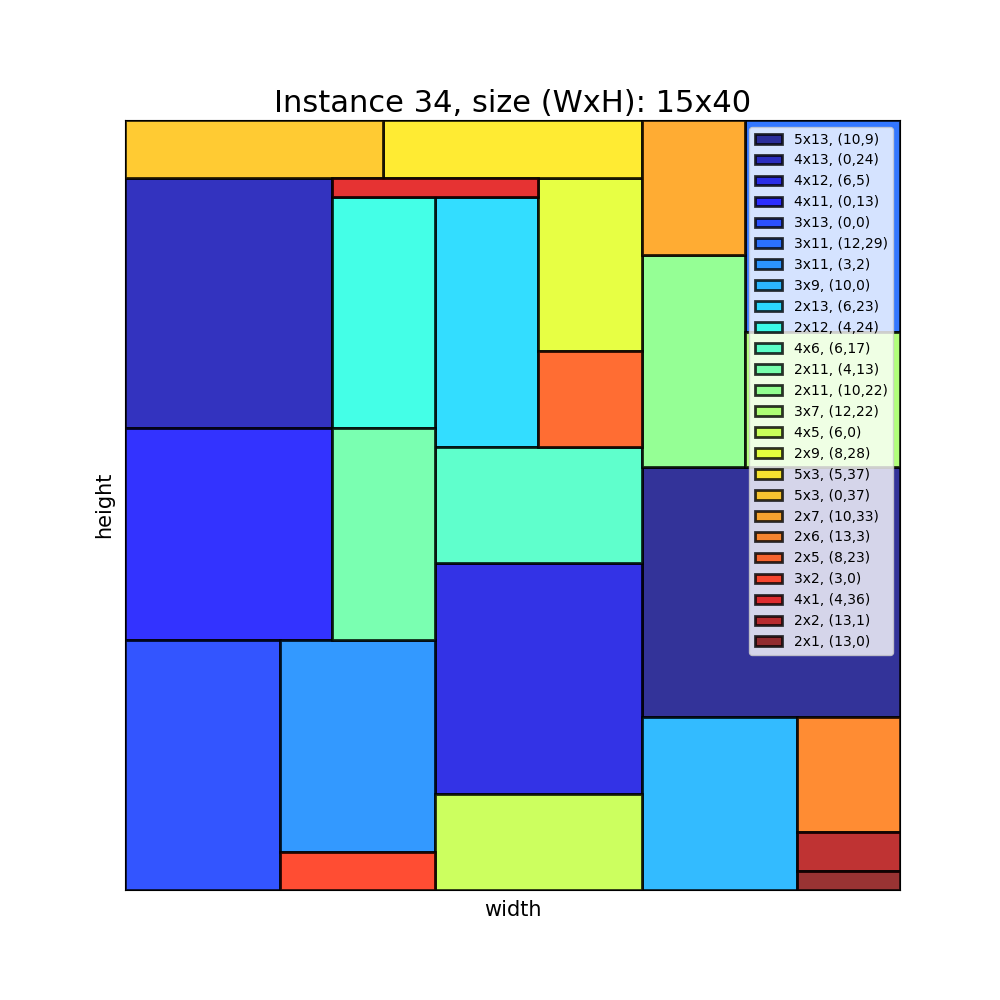 Instance 34, size (WxH): 15x40
5x13, (10,9)
4x13, (0,24)
4x12, (6,5)
4x11, (0,13)
3x13, (0,0)
3x11, (12,29)
3x11, (3,2)
3x9, (10,0)
2x13, (6,23)
2x12, (4,24)
4x6, (6,17)
2x11, (4,13)
2x11, (10,22)
3x7, (12,22)
4x5, (6,0)
2x9, (8,28)
5x3, (5,37)
5x3, (0,37)
2x7, (10,33)
2x6, (13,3)
2x5, (8,23)
3x2, (3,0)
4x1, (4,36)
2x2, (13,1)
2x1, (13,0)
height
width